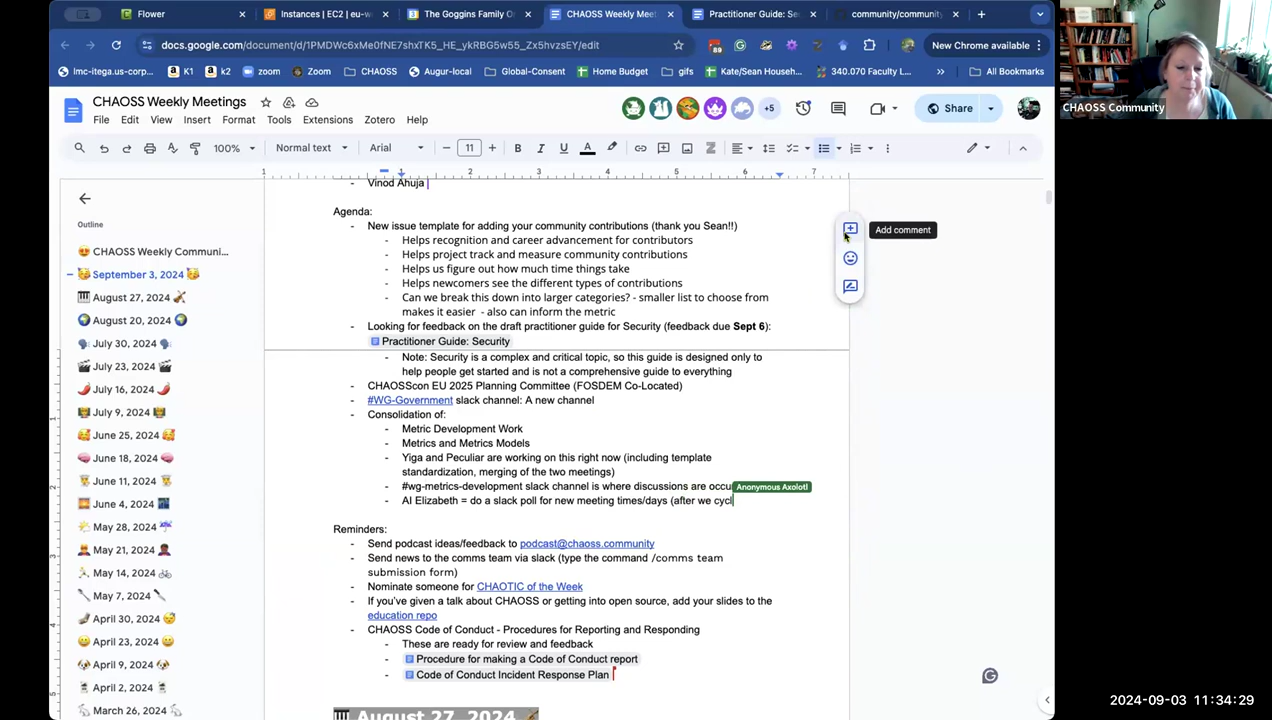 Flower
Instances | EC2 | eu-w
The Goggins Family O
CHAOSS Weekly Meet
Practitioner Guide: Sec
community/community
docs.google.com/document/d/1PMDWc6xMe0fNE7shxTK5_HE_ykRBG5w55_Zx5hvzsEY/edit
89
New Chrome available
lmc-itega.us-corp...
K1
k2
zoom
Zoom
CHAOSS
Augur-local
Global-Consent
Home Budget
gifs
Kate/Sean Househ...
340.070 Faculty L...
»
All Bookmarks
CHAOSS Weekly Meetings
File Edit View Insert Format Tools Extensions Zotero Help
+5
Share
100%
Normal text
Arial
11
1 1 2 3 4 5 6 7
Outline
CHAOSS Weekly Communi...
September 3, 2024
August 27, 2024
August 20, 2024
July 30, 2024
July 23, 2024
July 16, 2024
July 9, 2024
June 25, 2024
June 18, 2024
June 11, 2024
June 4, 2024
May 28, 2024
May 21, 2024
May 14, 2024
May 7, 2024
April 30, 2024
April 23, 2024
April 9, 2024
April 2, 2024
March 26, 2024
- Vinod Ahuja
Agenda:
- New issue template for adding your community contributions (thank you Sean!!)
- Helps recognition and career advancement for contributors
- Helps project track and measure community contributions
- Helps us figure out how much time things take
- Helps newcomers see the different types of contributions
- Can we break this down into larger categories? - smaller list to choose from
makes it easier - also can inform the metric
- Looking for feedback on the draft practitioner guide for Security (feedback due Sept 6):
Practitioner Guide: Security
- Note: Security is a complex and critical topic, so this guide is designed only to
help people get started and is not a comprehensive guide to everything
- CHAOSScon EU 2025 Planning Committee (FOSDEM Co-Located)
- #WG-Government slack channel: A new channel
- Consolidation of:
- Metric Development Work
- Metrics and Metrics Models
- Yiga and Peculiar are working on this right now (including template
standardization, merging of the two meetings)
- #wg-metrics-development slack channel is where discussions are occu
Anonymous Axolotl
- AI Elizabeth = do a slack poll for new meeting times/days (after we cycl
Reminders:
- Send podcast ideas/feedback to podcast@chaoss.community
- Send news to the comms team via slack (type the command /comms team
submission form)
- Nominate someone for CHAOTIC of the Week
- If you've given a talk about CHAOSS or getting into open source, add your slides to the
education repo
- CHAOSS Code of Conduct - Procedures for Reporting and Responding
- These are ready for review and feedback
- Procedure for making a Code of Conduct report
- Code of Conduct Incident Response Plan
August 27, 2024
Add comment
CHAOSS Community
2024-09-03 11:34:29